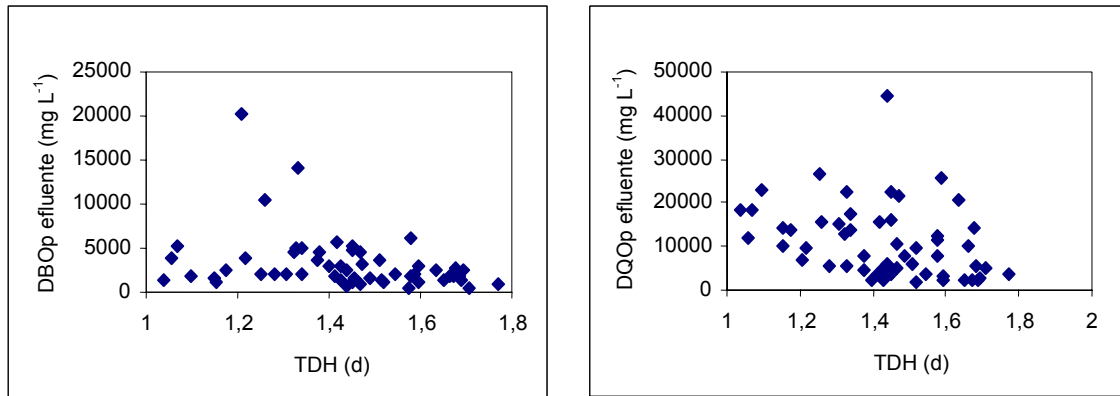 DBOp efluente (mg L-1)
25000
20000
15000
10000
5000
0
1 1,2 1,4 1,6 1,8
TDH (d)
DQOp efluente (mg L-1)
50000
40000
30000
20000
10000
0
1 1,2 1,4 1,6 1,8 2
TDH (d)